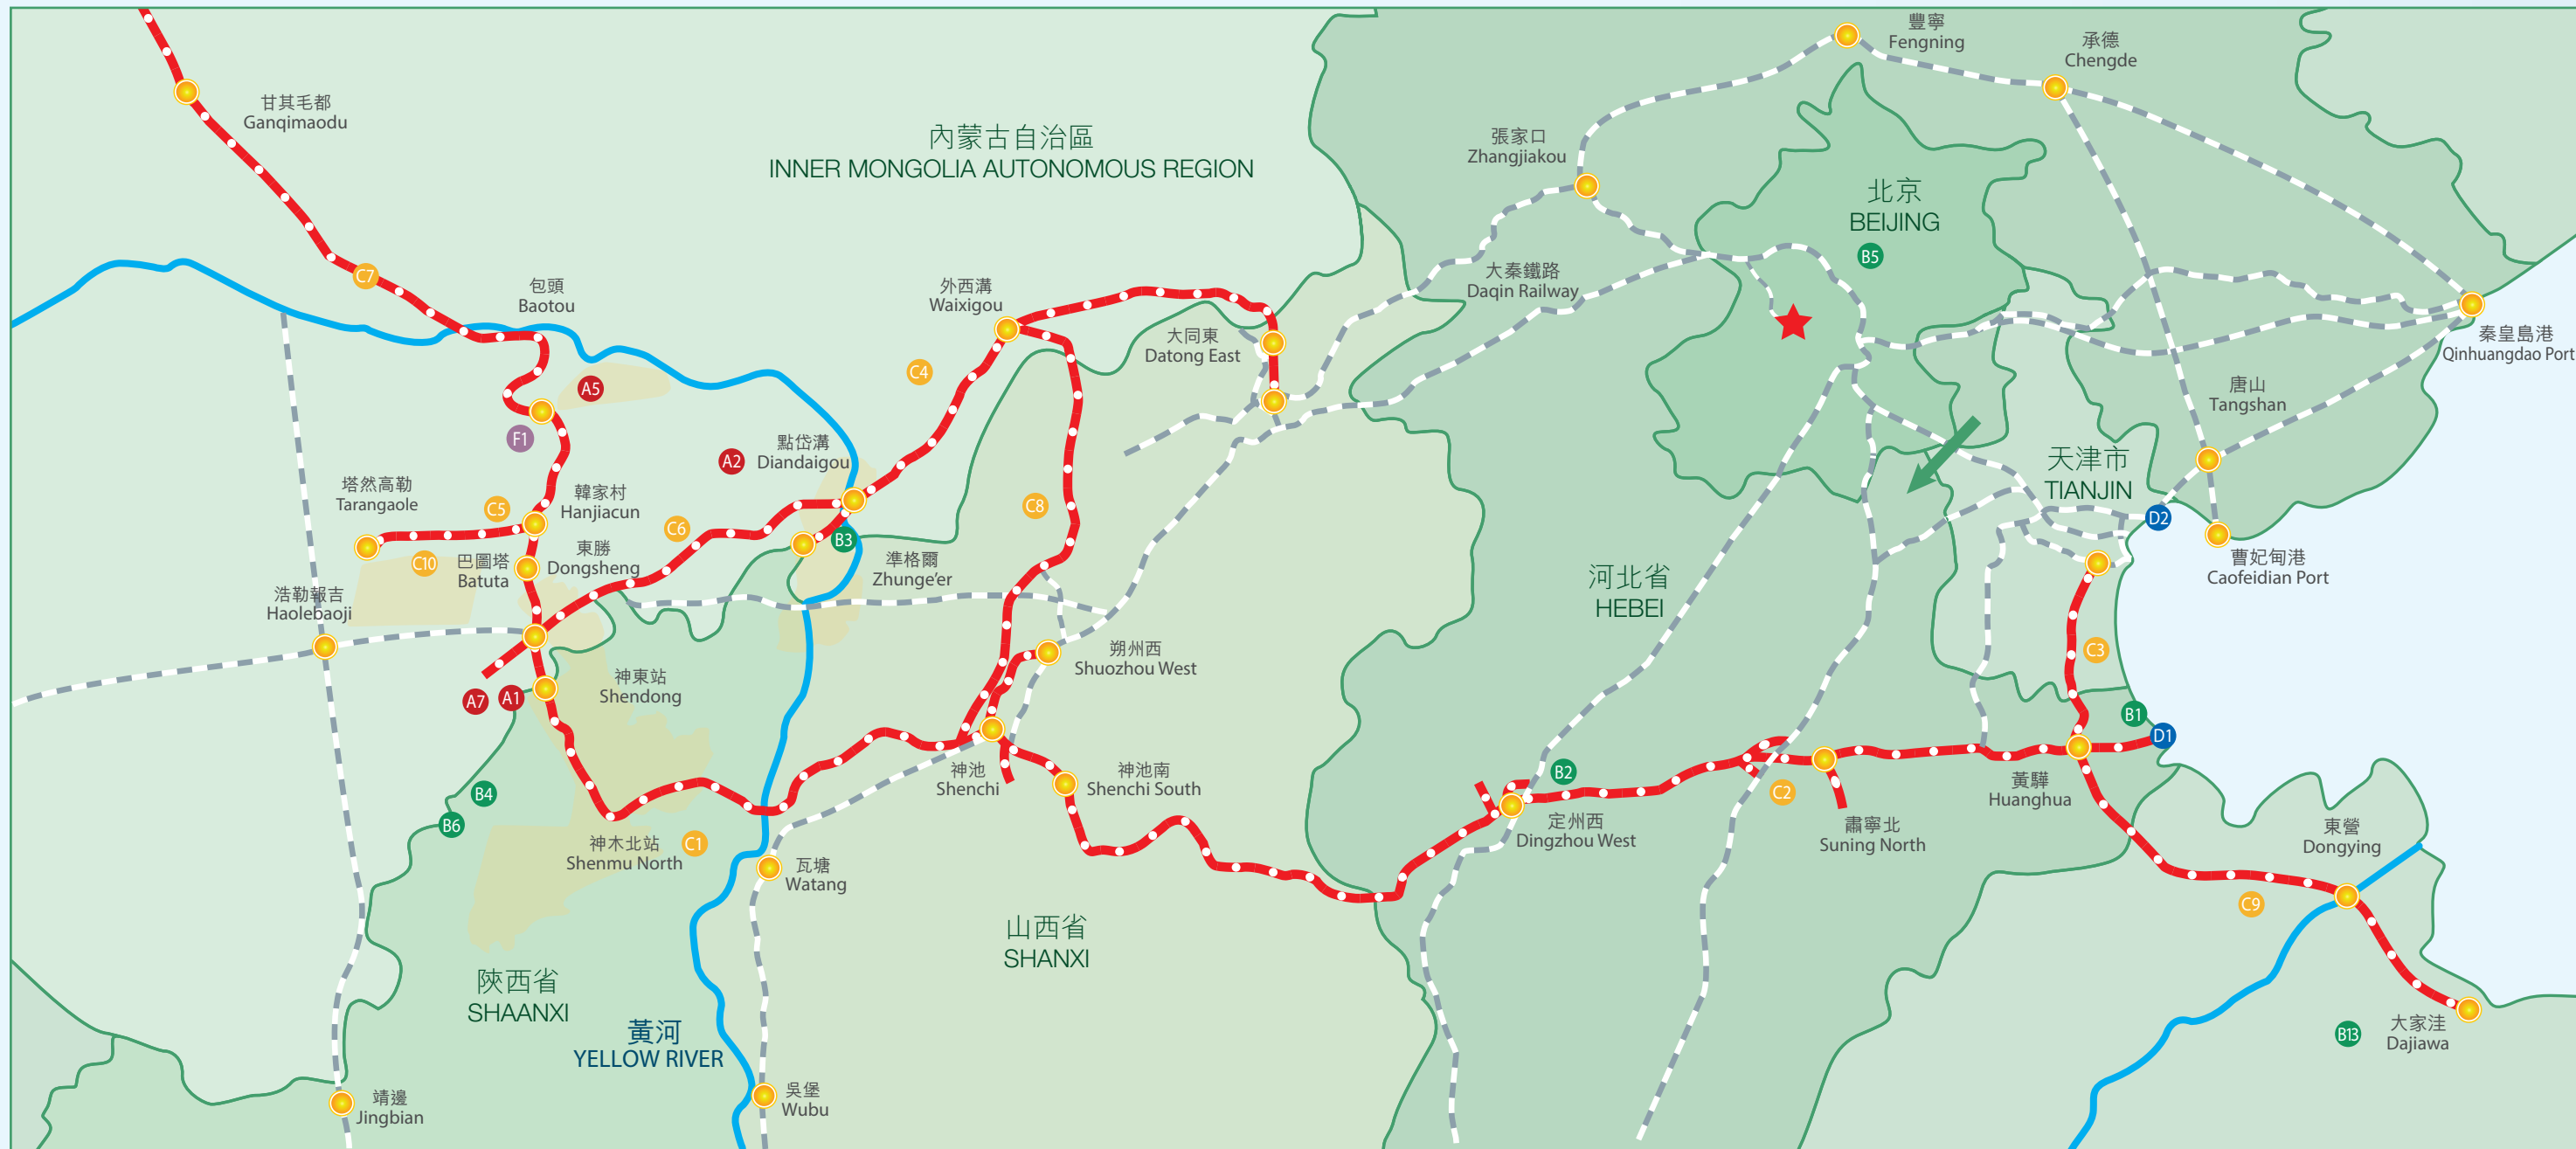 豐寧
Fengning
承德
Chengde
甘其毛都
Ganqimaodu
內蒙古自治區
INNER MONGOLIA AUTONOMOUS REGION
張家口
Zhangjiakou
北京
BEIJING
B5
C7
包頭
Baotou
外西溝
Waixigou
大秦鐵路
Daqin Railway
大同東
Datong East
秦皇島港
Qinhuangdao Port
C4
A5
唐山
Tangshan
F1
A2
點岱溝
Diandaigou
天津市
TIANJIN
塔然高勒
Tarangaole
C5
韓家村
Hanjiacun
C6
C8
D2
B3
東勝
Dongsheng
C10
巴圖塔
Batuta
準格爾
Zhunge’er
曹妃甸港
Caofeidian Port
河北省
HEBEI
浩勒報吉
Haolebaoji
朔州西
Shuozhou West
C3
神東站
Shendong
A7
A1
B1
D1
神池
Shenchi
神池南
Shenchi South
B2
C2
黃驊
Huanghua
B4
B6
神木北站
Shenmu North
C1
定州西
Dingzhou West
肅寧北
Suning North
東營
Dongying
瓦塘
Watang
C9
山西省
SHANXI
陝西省
SHAANXI
黃河
YELLOW RIVER
B13
大家洼
Dajiawa
靖邊
Jingbian
吳堡
Wubu